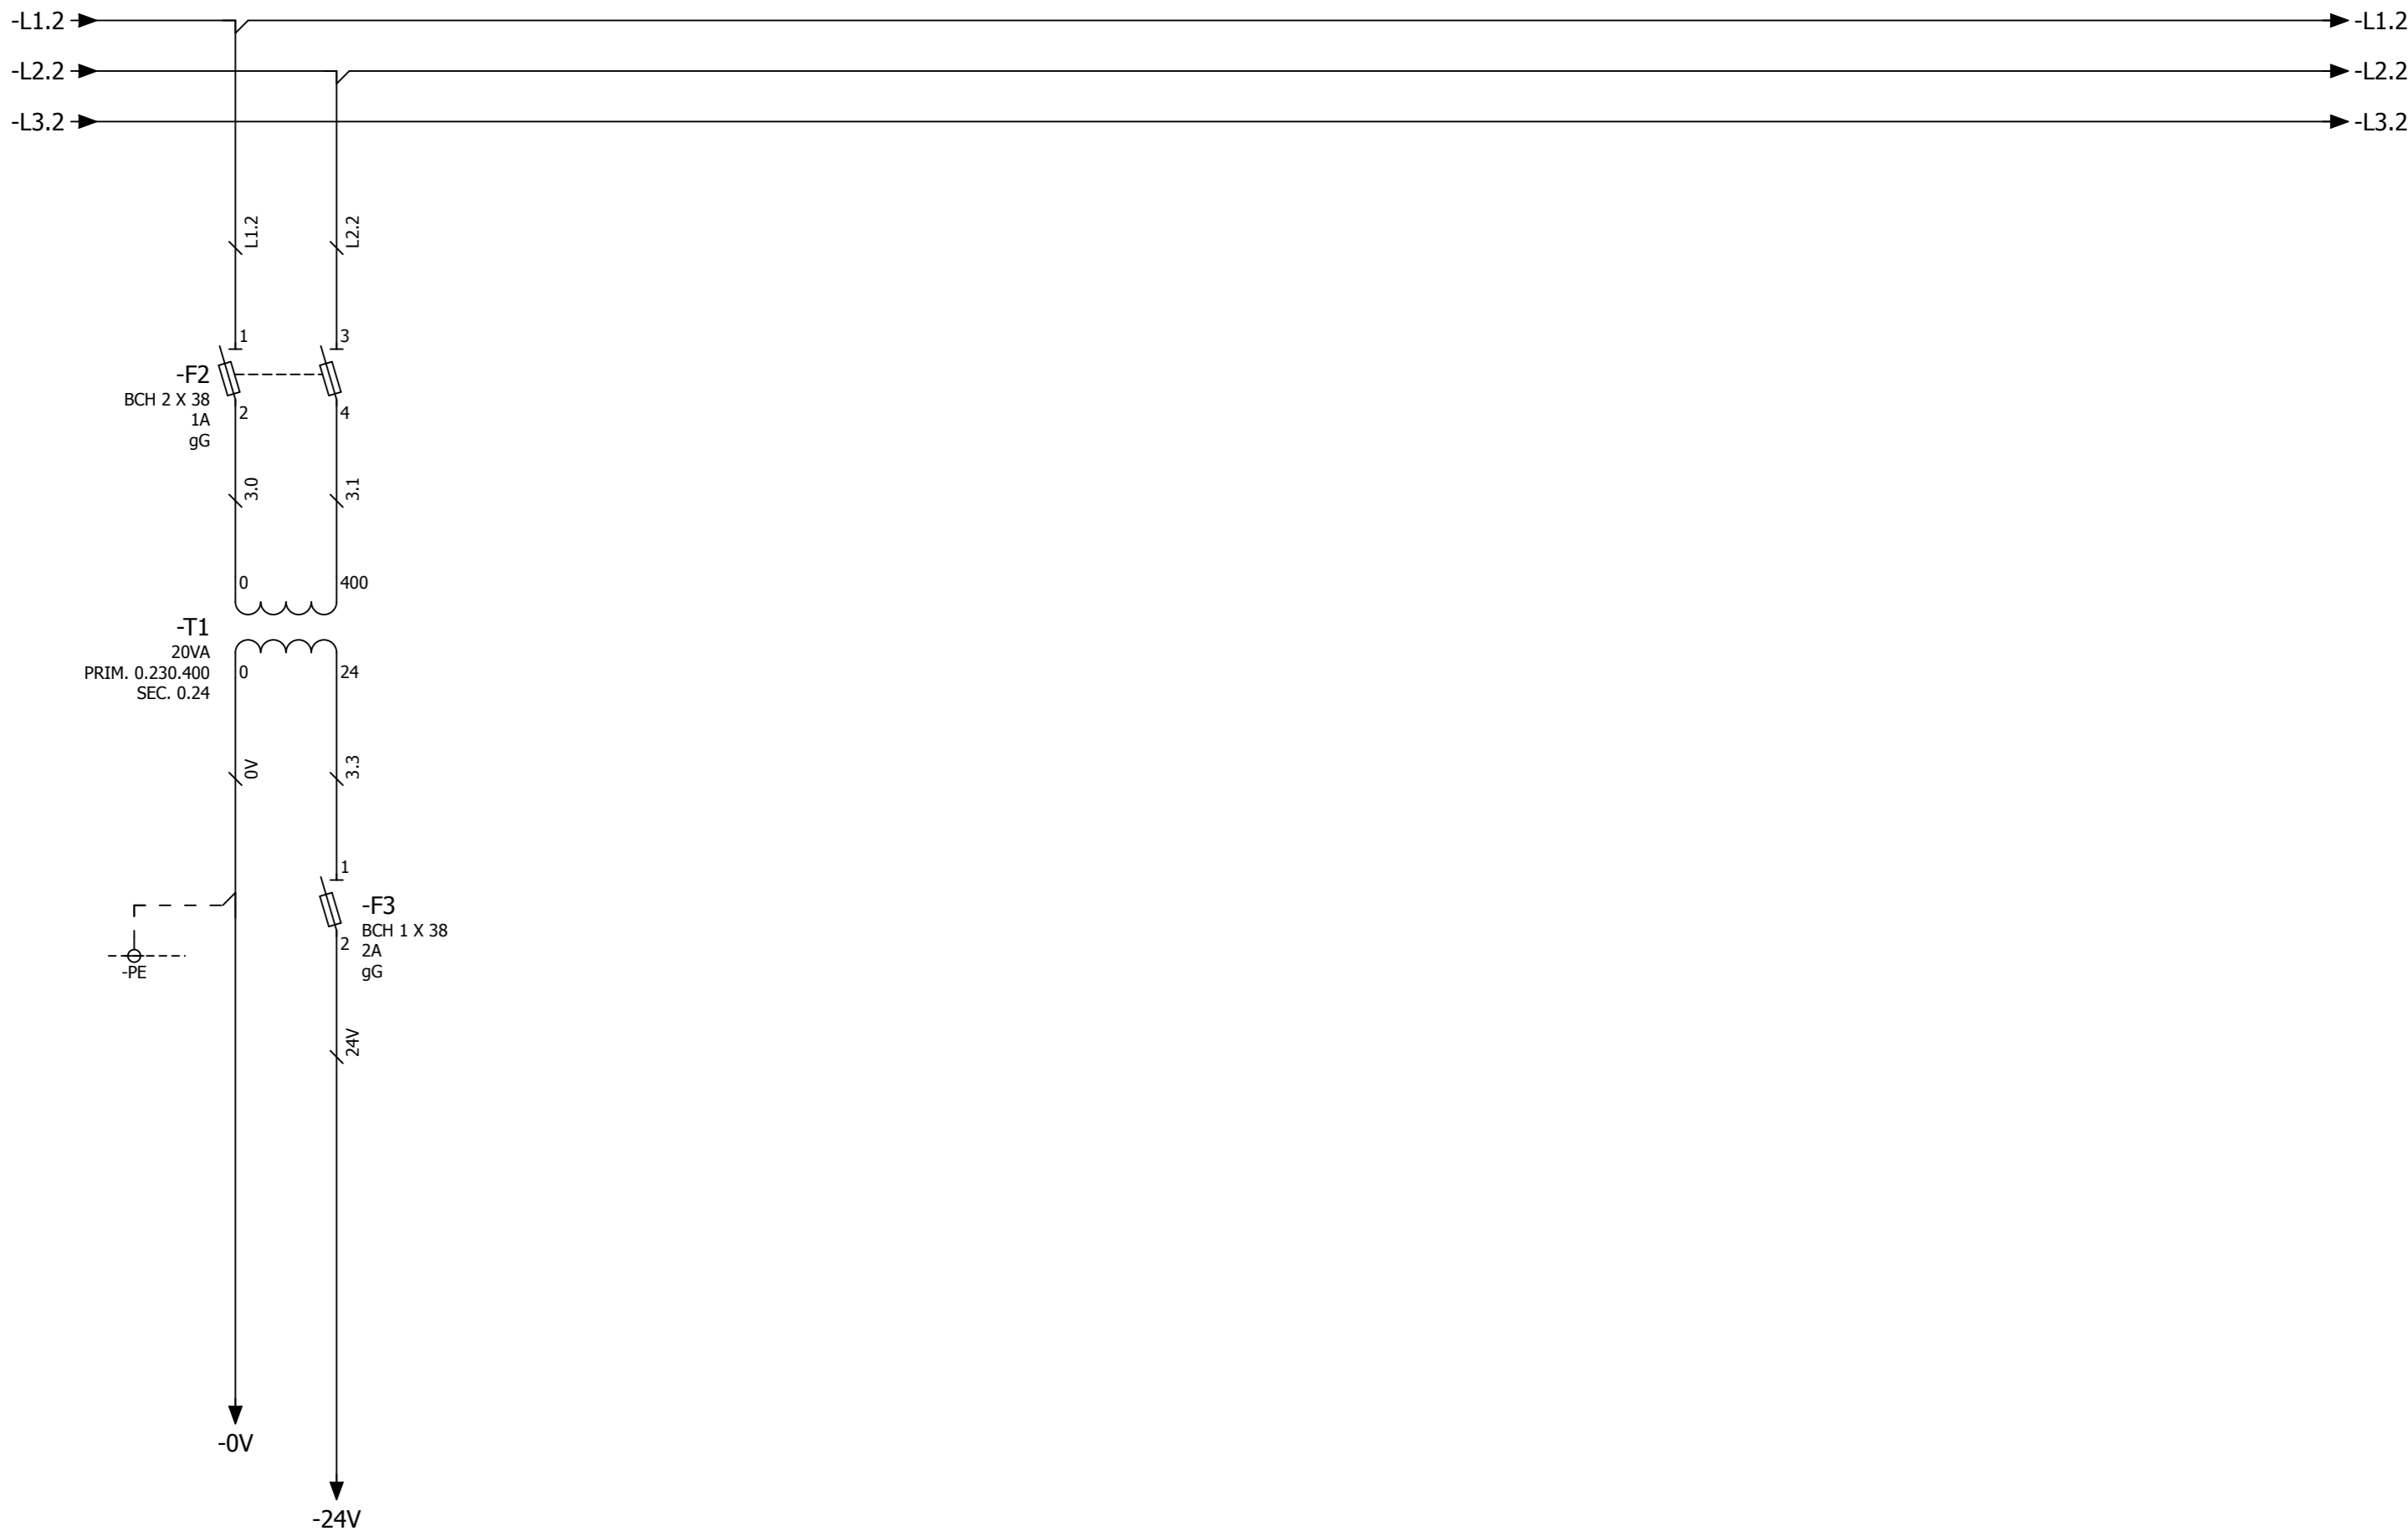 -L1.2
-L1.2
-L2.2
-L2.2
-L3.2
-L3.2
L1.2
L2.2
1
3
-F2
BCH 2 X 38
1A
gG
2
4
3.0
3.1
0
400
-T1
20VA
PRIM. 0.230.400
SEC. 0.24
0
24
0V
3.3
1
-F3
BCH 1 X 38
2A
gG
2
-PE
24V
-0V
-24V